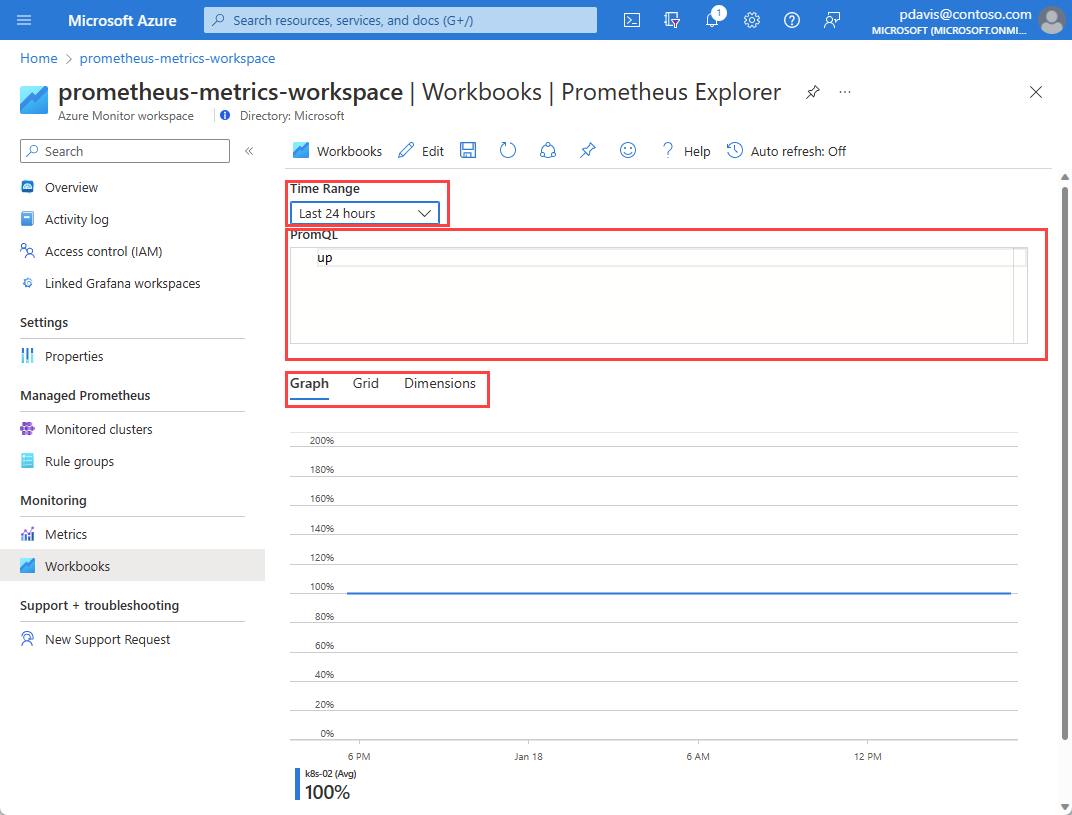 Microsoft Azure
Search resources, services, and docs (G+/)
1
pdavis@contoso.com
MICROSOFT (MICROSOFT.ONMI...
Home > prometheus-metrics-workspace
prometheus-metrics-workspace | Workbooks | Prometheus Explorer
Azure Monitor workspace
Directory: Microsoft
Search
Overview
Activity log
Access control (IAM)
Linked Grafana workspaces
Settings
Properties
Managed Prometheus
Monitored clusters
Rule groups
Monitoring
Metrics
Workbooks
Support + troubleshooting
New Support Request
Workbooks Edit Help Auto refresh: Off
Time Range
Last 24 hours
PromQL
up
Graph Grid Dimensions
200%
180%
160%
140%
120%
100%
80%
60%
40%
20%
0%
6 PM Jan 18 6 AM 12 PM
k8s-02 (Avg)
100%